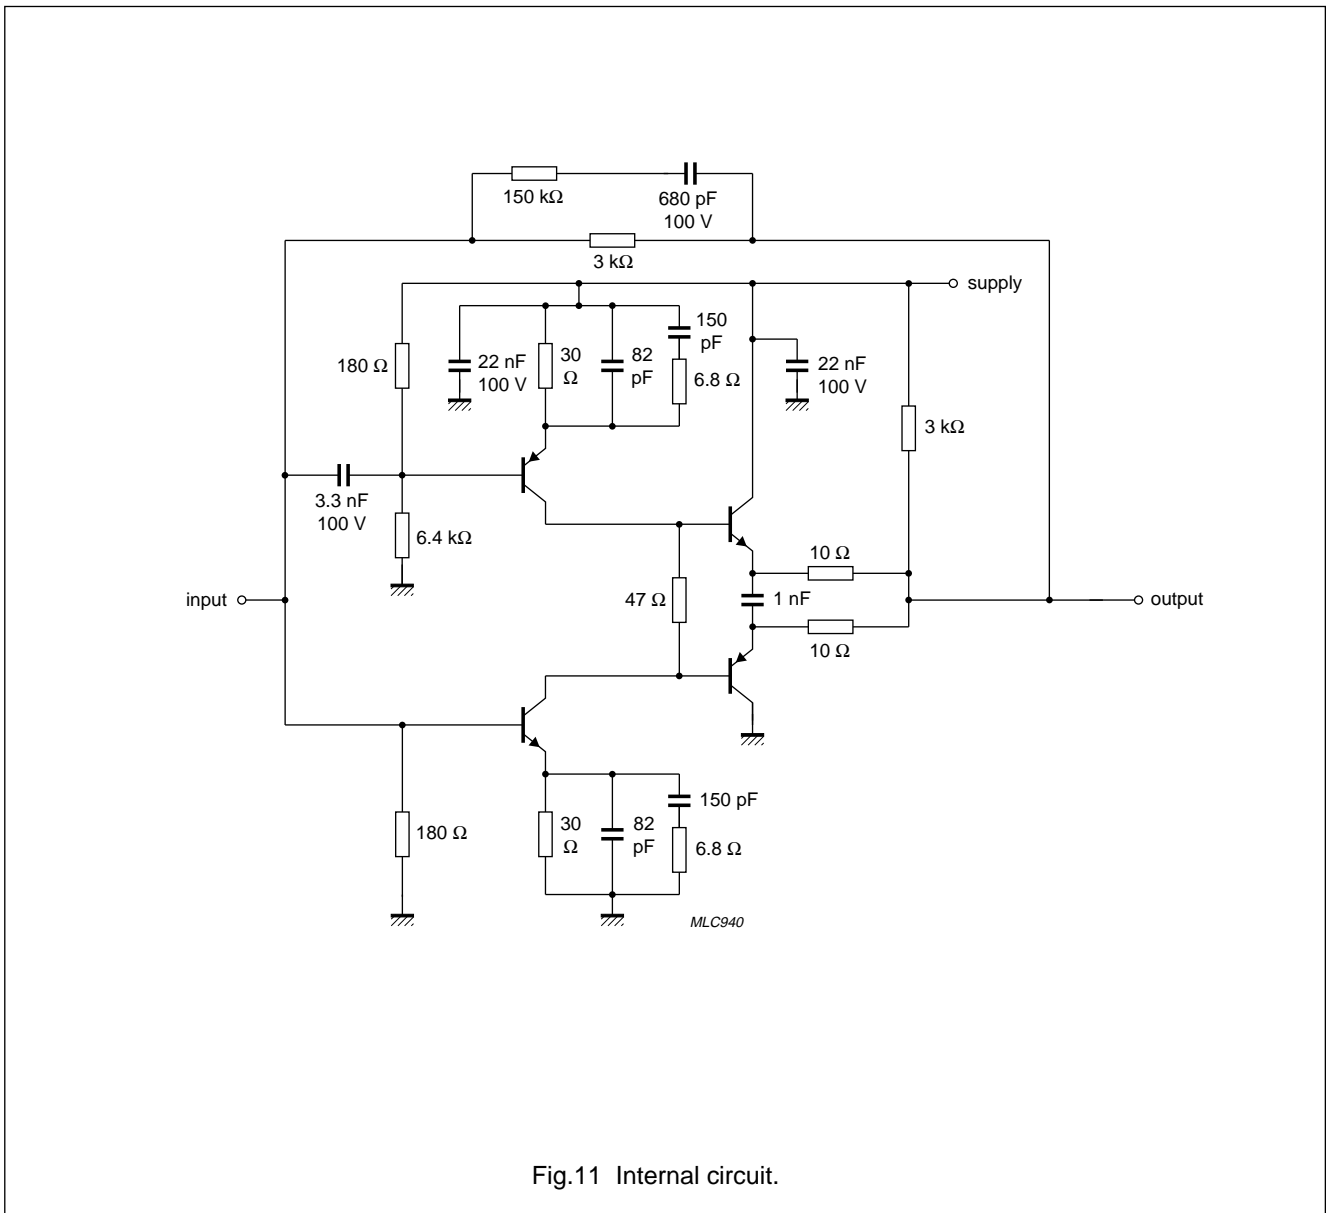 150 kΩ
680 pF
100 V
3 kΩ
supply
180 Ω
22 nF
100 V
30
Ω
82
pF
150
pF
6.8 Ω
22 nF
100 V
3 kΩ
3.3 nF
100 V
6.4 kΩ
10 Ω
input
47 Ω
1 nF
output
10 Ω
180 Ω
30
Ω
82
pF
150 pF
6.8 Ω
MLC940
Fig.11 Internal circuit.